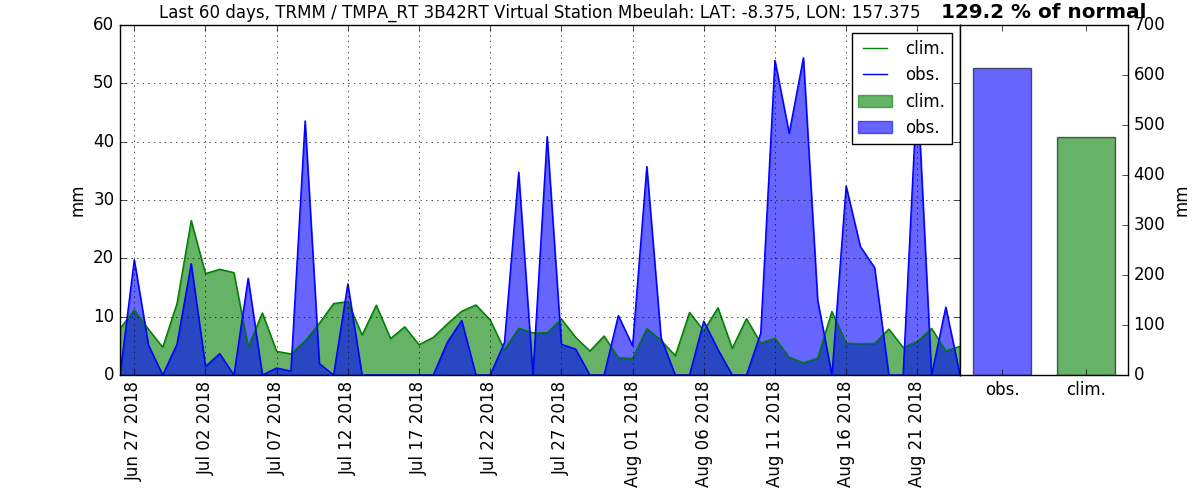 Last 60 days, TRMM / TMPA_RT 3B42RT Virtual Station Mbeulah: LAT: -8.375, LON: 157.375
129.2 % of normal
60
50
40
30
20
10
0
mm
clim.
obs.
clim.
obs.
Jun 27 2018
Jul 02 2018
Jul 07 2018
Jul 12 2018
Jul 17 2018
Jul 22 2018
Jul 27 2018
Aug 01 2018
Aug 06 2018
Aug 11 2018
Aug 16 2018
Aug 21 2018
700
600
500
400
300
200
100
0
mm
obs.
clim.